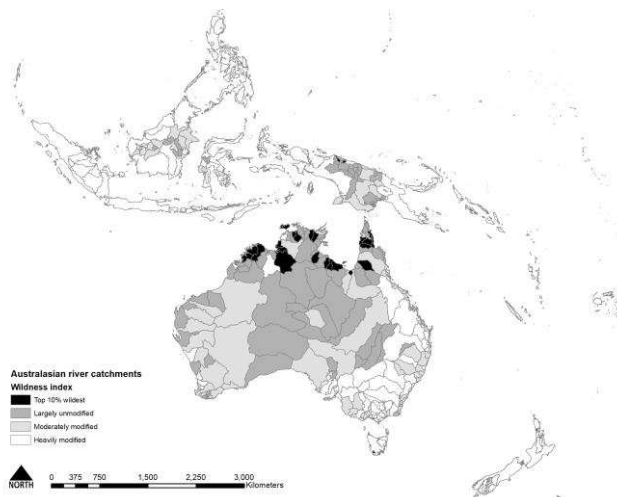 Australasian river catchments
Wildness index
Top 10% wildest
Largely unmodified
Moderately modified
Heavily modified
NORTH
0 375 750 1,500 2,250 3,000
Kilometers